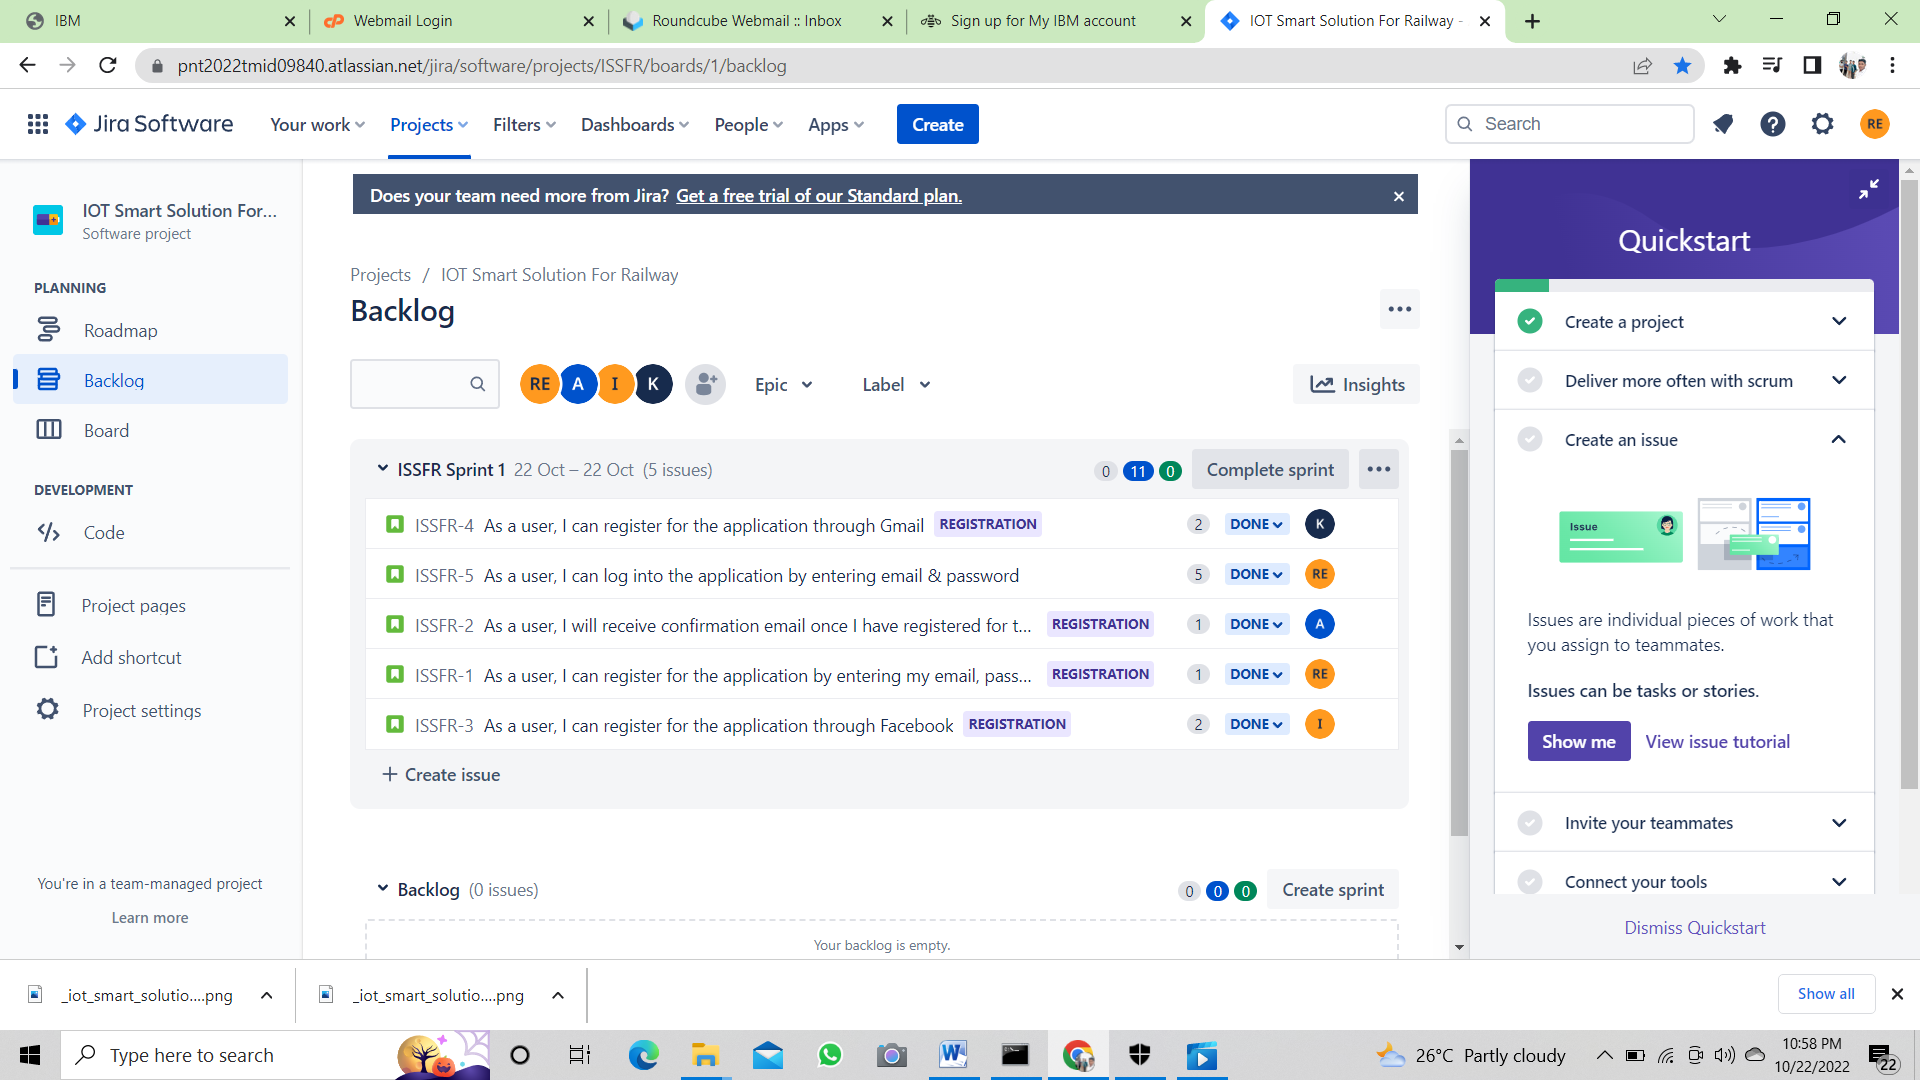 IBM
Webmail Login
Roundcube Webmail :: Inbox
Sign up for My IBM account
IOT Smart Solution For Railway -
pnt2022tmid09840.atlassian.net/jira/software/projects/ISSFR/boards/1/backlog
Jira Software
Your work
Projects
Filters
Dashboards
People
Apps
Create
Search
RE
IOT Smart Solution For...
Software project
PLANNING
Roadmap
Backlog
Board
DEVELOPMENT
Code
Project pages
Add shortcut
Project settings
You're in a team-managed project
Learn more
Does your team need more from Jira? Get a free trial of our Standard plan.
Projects / IOT Smart Solution For Railway
Backlog
RE A I K
Epic
Label
Insights
ISSFR Sprint 1 22 Oct – 22 Oct (5 issues)
0 11 0
Complete sprint
ISSFR-4 As a user, I can register for the application through Gmail REGISTRATION 2 DONE K
ISSFR-5 As a user, I can log into the application by entering email & password 5 DONE RE
ISSFR-2 As a user, I will receive confirmation email once I have registered for t... REGISTRATION 1 DONE A
ISSFR-1 As a user, I can register for the application by entering my email, pass... REGISTRATION 1 DONE RE
ISSFR-3 As a user, I can register for the application through Facebook REGISTRATION 2 DONE I
+ Create issue
Backlog (0 issues)
0 0 0
Create sprint
Your backlog is empty.
Quickstart
Create a project
Deliver more often with scrum
Create an issue
Issue
Issues are individual pieces of work that
you assign to teammates.
Issues can be tasks or stories.
Show me
View issue tutorial
Invite your teammates
Connect your tools
Dismiss Quickstart
_iot_smart_solutio....png
_iot_smart_solutio....png
Show all
Type here to search
26°C Partly cloudy
10:58 PM
10/22/2022
22